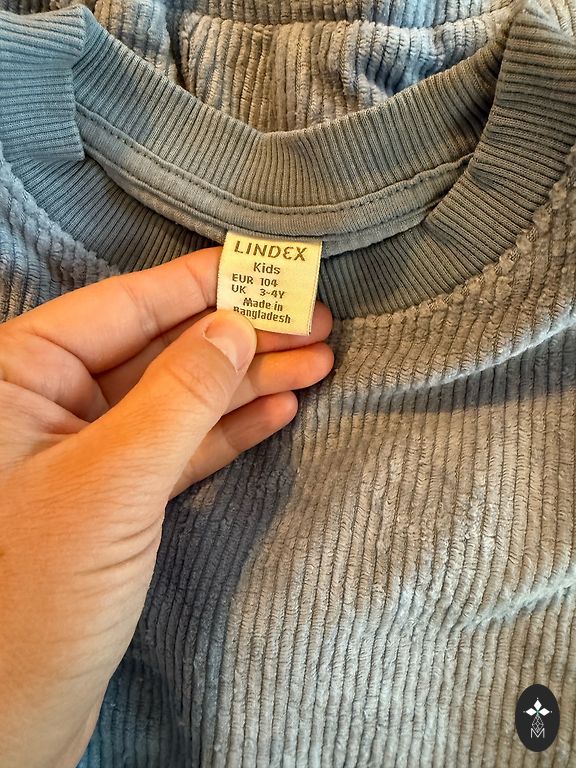 LINDEX
Kids
EUR 104
UK 3-4Y
Made in
Bangladesh
M